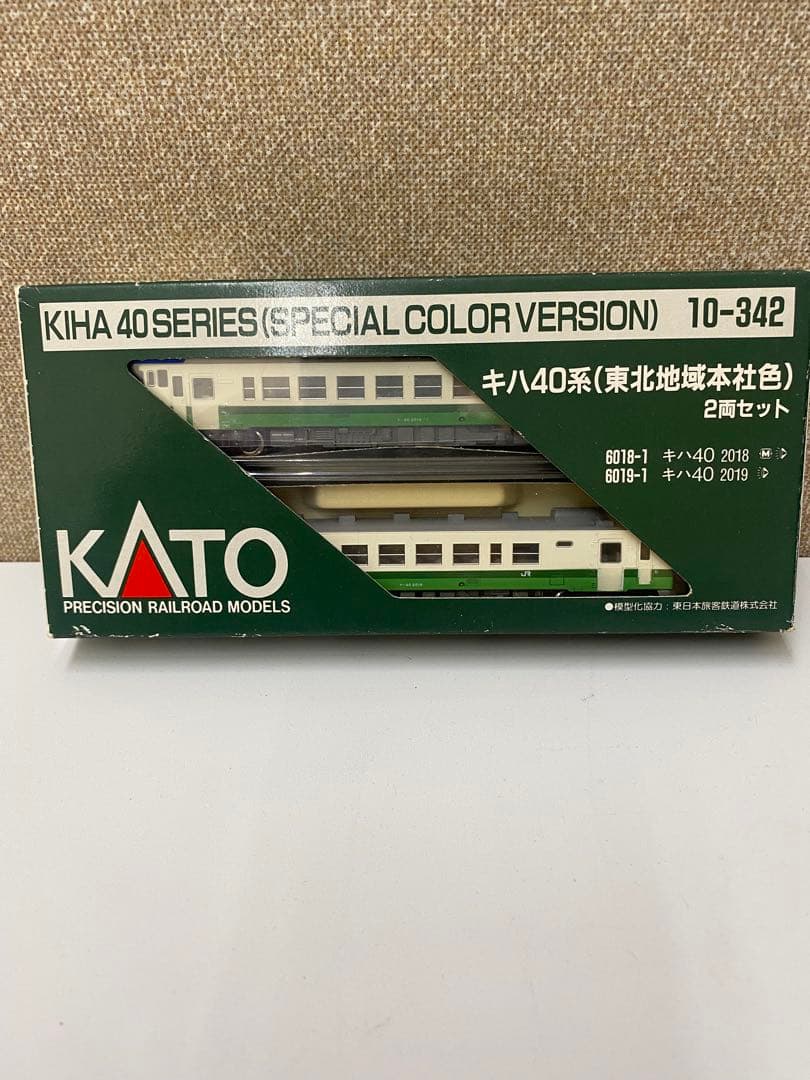 KIHA 40 SERIES (SPECIAL COLOR VERSION) 10-342
キハ40系(東北地域本社色)
2両セット
6018-1 キハ40 2018 M
6019-1 キハ40 2019
KATO
PRECISION RAILROAD MODELS
JR
●模型化協力:東日本旅客鉄道株式会社